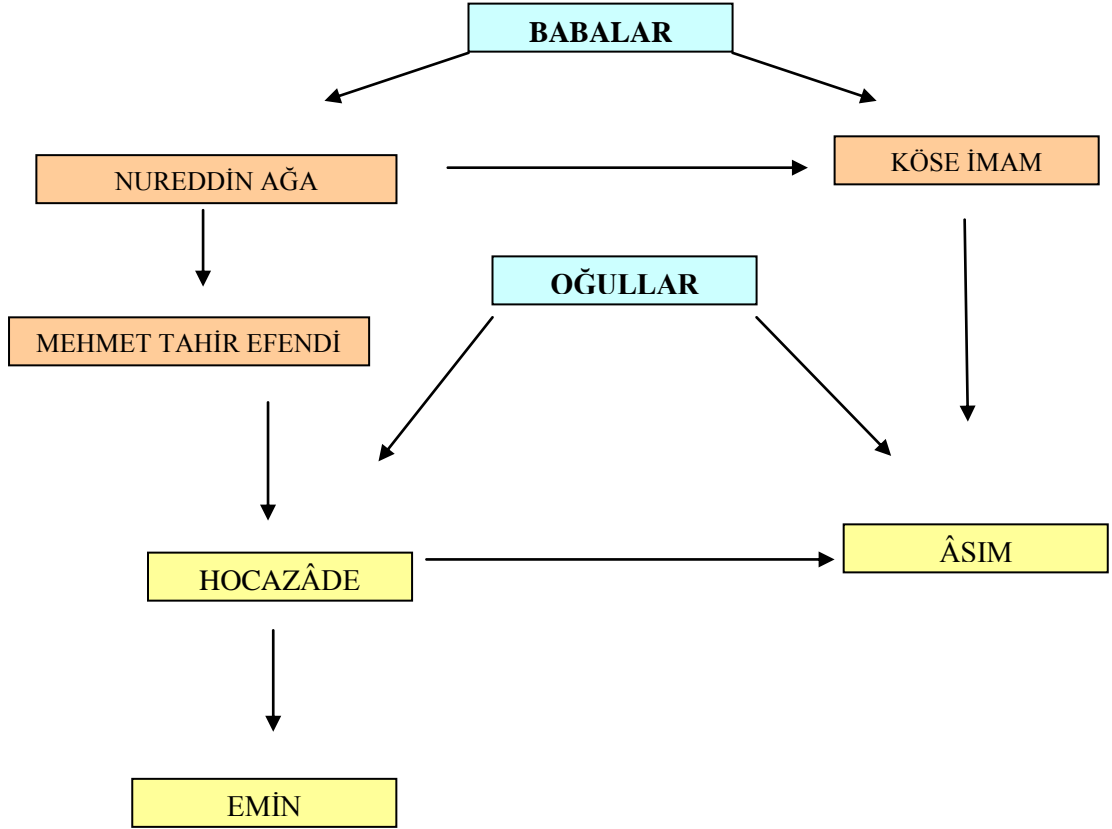 BABALAR
NUREDDİN AĞA
KÖSE İMAM
OĞULLAR
MEHMET TAHİR EFENDİ
HOCAZÂDE
ÂSIM
EMİN